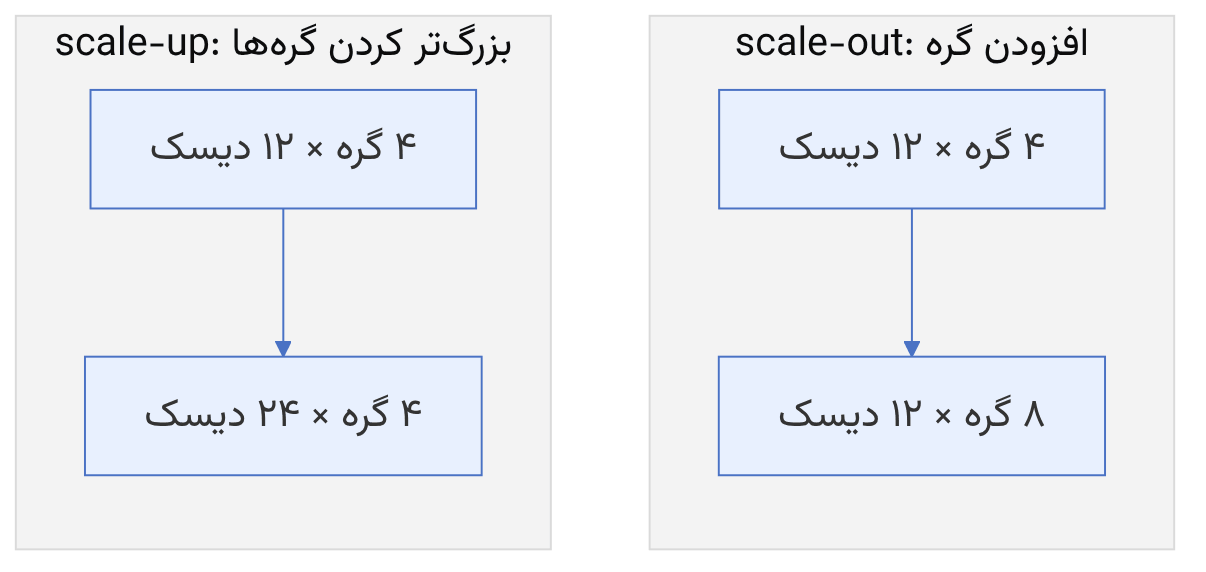 scale-up: بزرگ‌تر کردن گره‌ها
۴ گره × ۱۲ دیسک
۴ گره × ۲۴ دیسک
scale-out: افزودن گره
۴ گره × ۱۲ دیسک
۸ گره × ۱۲ دیسک